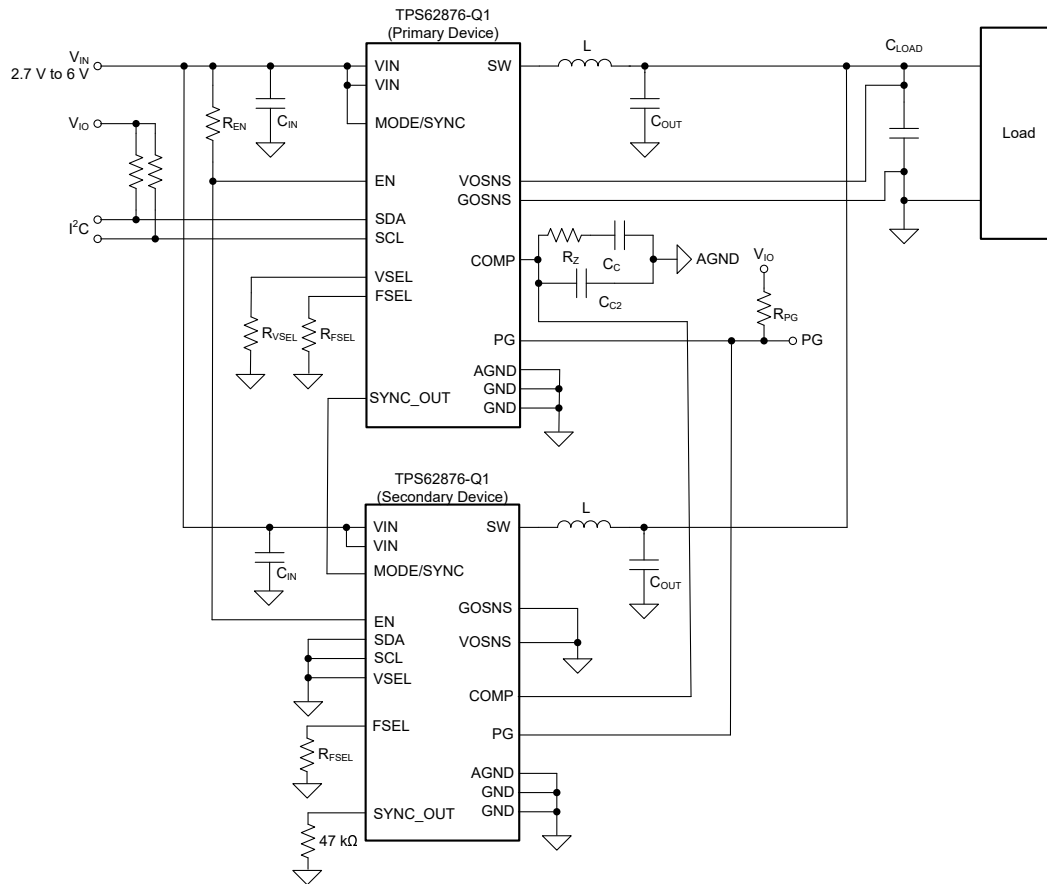 TPS62876-Q1
(Primary Device)
V_IN
2.7 V to 6 V
V_IO
I²C
R_EN
C_IN
VIN
VIN
MODE/SYNC
EN
SDA
SCL
VSEL
FSEL
R_VSEL
R_FSEL
SYNC_OUT
SW
VOSNS
GOSNS
COMP
PG
AGND
GND
GND
L
C_OUT
C_LOAD
Load
R_Z
C_C
C_C2
AGND
V_IO
R_PG
PG
TPS62876-Q1
(Secondary Device)
C_IN
VIN
VIN
MODE/SYNC
EN
SDA
SCL
VSEL
FSEL
R_FSEL
SYNC_OUT
47 kΩ
SW
GOSNS
VOSNS
COMP
PG
AGND
GND
GND
L
C_OUT